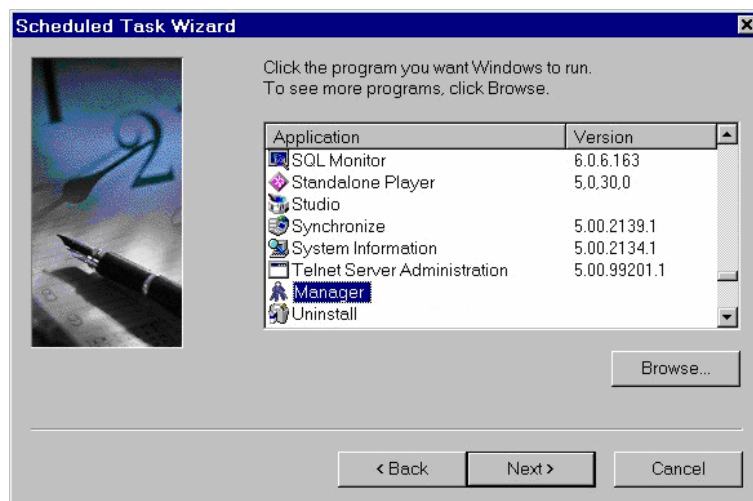 Scheduled Task Wizard
Click the program you want Windows to run.
To see more programs, click Browse.
Application Version
SQL Monitor 6.0.6.163
Standalone Player 5,0,30,0
Studio
Synchronize 5.00.2139.1
System Information 5.00.2134.1
Telnet Server Administration 5.00.99201.1
Manager
Uninstall
Browse...
< Back Next > Cancel